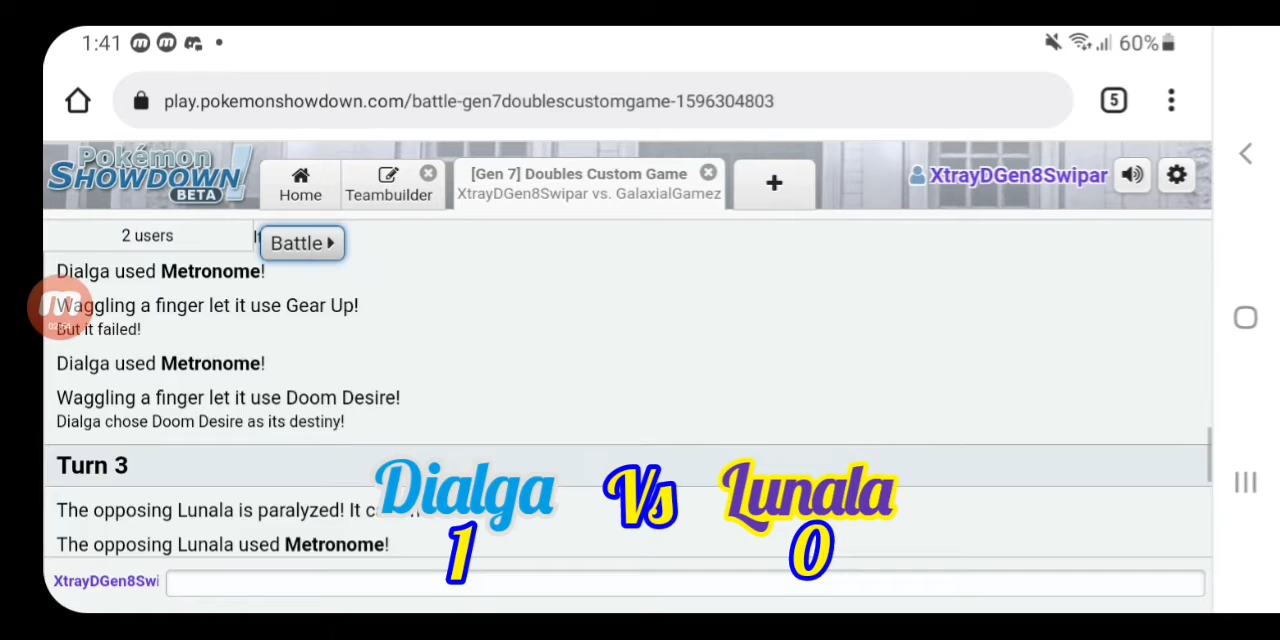 1:41 60%
play.pokemonshowdown.com/battle-gen7doublescustomgame-1596304803 5
Pokémon
SHOWDOWN!
BETA
Home
Teambuilder
[Gen 7] Doubles Custom Game
XtrayDGen8Swipar vs. GalaxialGamez
+
XtrayDGen8Swipar
2 users
Battle
Dialga used Metronome!
Waggling a finger let it use Gear Up!
But it failed!
Dialga used Metronome!
Waggling a finger let it use Doom Desire!
Dialga chose Doom Desire as its destiny!
Turn 3
Dialga Vs Lunala
1 0
The opposing Lunala is paralyzed! It
The opposing Lunala used Metronome!
XtrayDGen8Swi